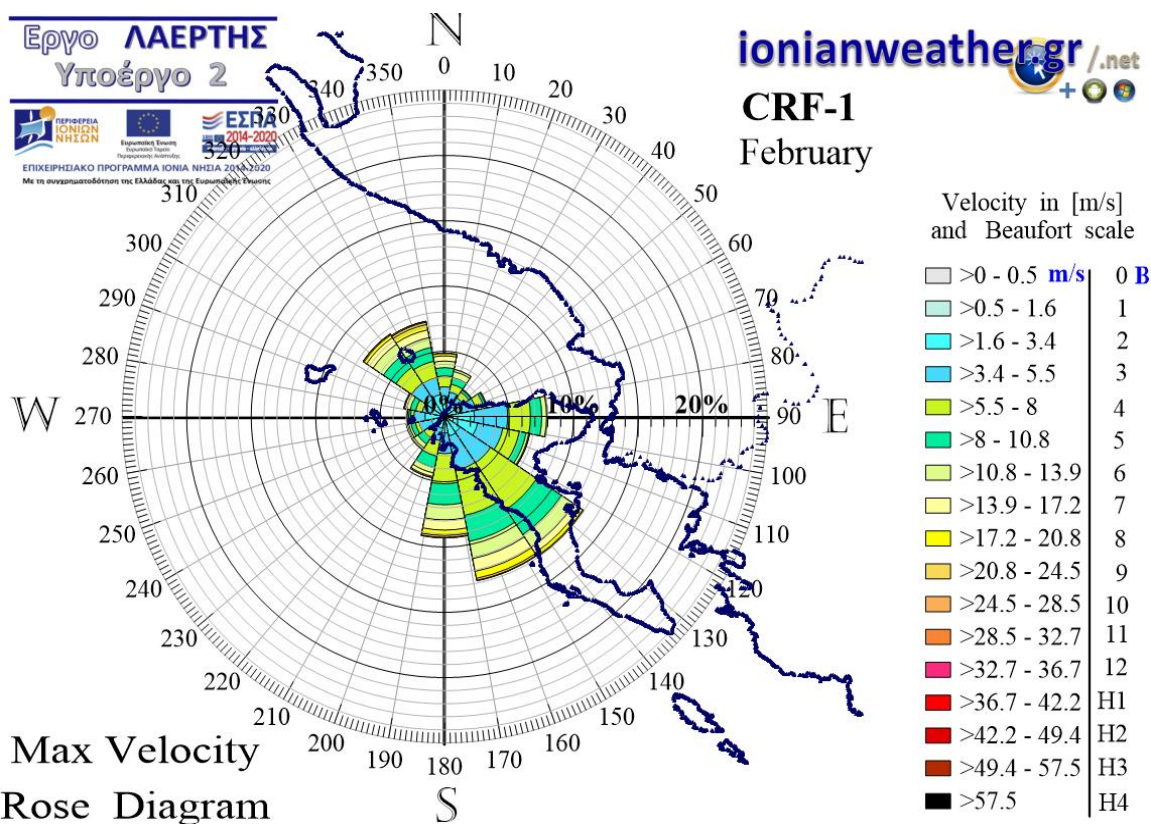 Εργο ΛΑΕΡΤΗΣ
Υποέργο 2
ΠΕΡΙΦΕΡΕΙΑ
ΙΟΝΙΩΝ
ΝΗΣΩΝ
Ευρωπαϊκή Ένωση
Ευρωπαϊκό Ταμείο
Περιφερειακής Ανάπτυξης
ΕΣΠΑ
2014-2020
ΕΠΙΧΕΙΡΗΣΙΑΚΟ ΠΡΟΓΡΑΜΜΑ ΙΟΝΙΑ ΝΗΣΙΑ 2014-2020
Με τη συγχρηματοδότηση της Ελλάδας και της Ευρωπαϊκής Ένωσης
ionianweather.gr /.net
CRF-1
February
N
0
10
20
30
40
50
60
70
80
90
E
100
110
120
130
140
150
160
170
180
S
190
200
210
220
230
240
250
260
270
W
280
290
300
310
320
330
340
350
0%
10%
20%
Velocity in [m/s]
and Beaufort scale
>0 - 0.5 m/s 0 B
>0.5 - 1.6 1
>1.6 - 3.4 2
>3.4 - 5.5 3
>5.5 - 8 4
>8 - 10.8 5
>10.8 - 13.9 6
>13.9 - 17.2 7
>17.2 - 20.8 8
>20.8 - 24.5 9
>24.5 - 28.5 10
>28.5 - 32.7 11
>32.7 - 36.7 12
>36.7 - 42.2 H1
>42.2 - 49.4 H2
>49.4 - 57.5 H3
>57.5 H4
Max Velocity
Rose Diagram